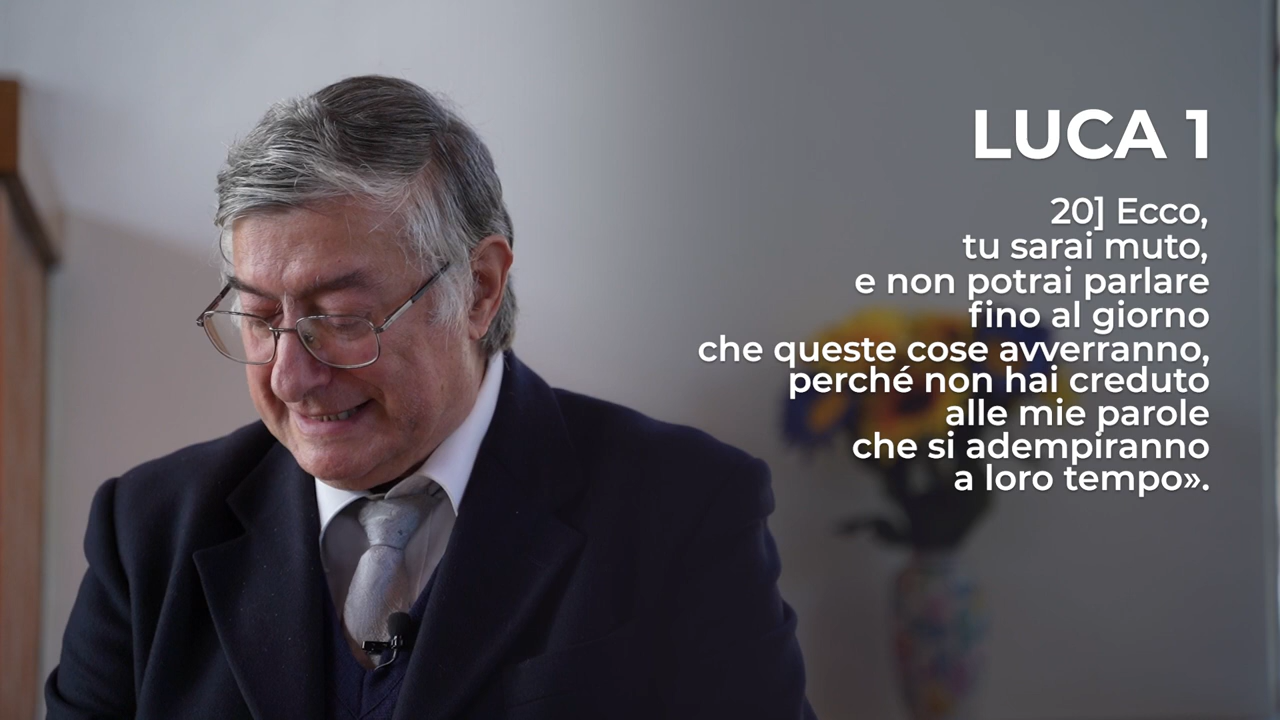 LUCA 1
20] Ecco,
tu sarai muto,
e non potrai parlare
fino al giorno
che queste cose avverranno,
perché non hai creduto
alle mie parole
che si adempiranno
a loro tempo».